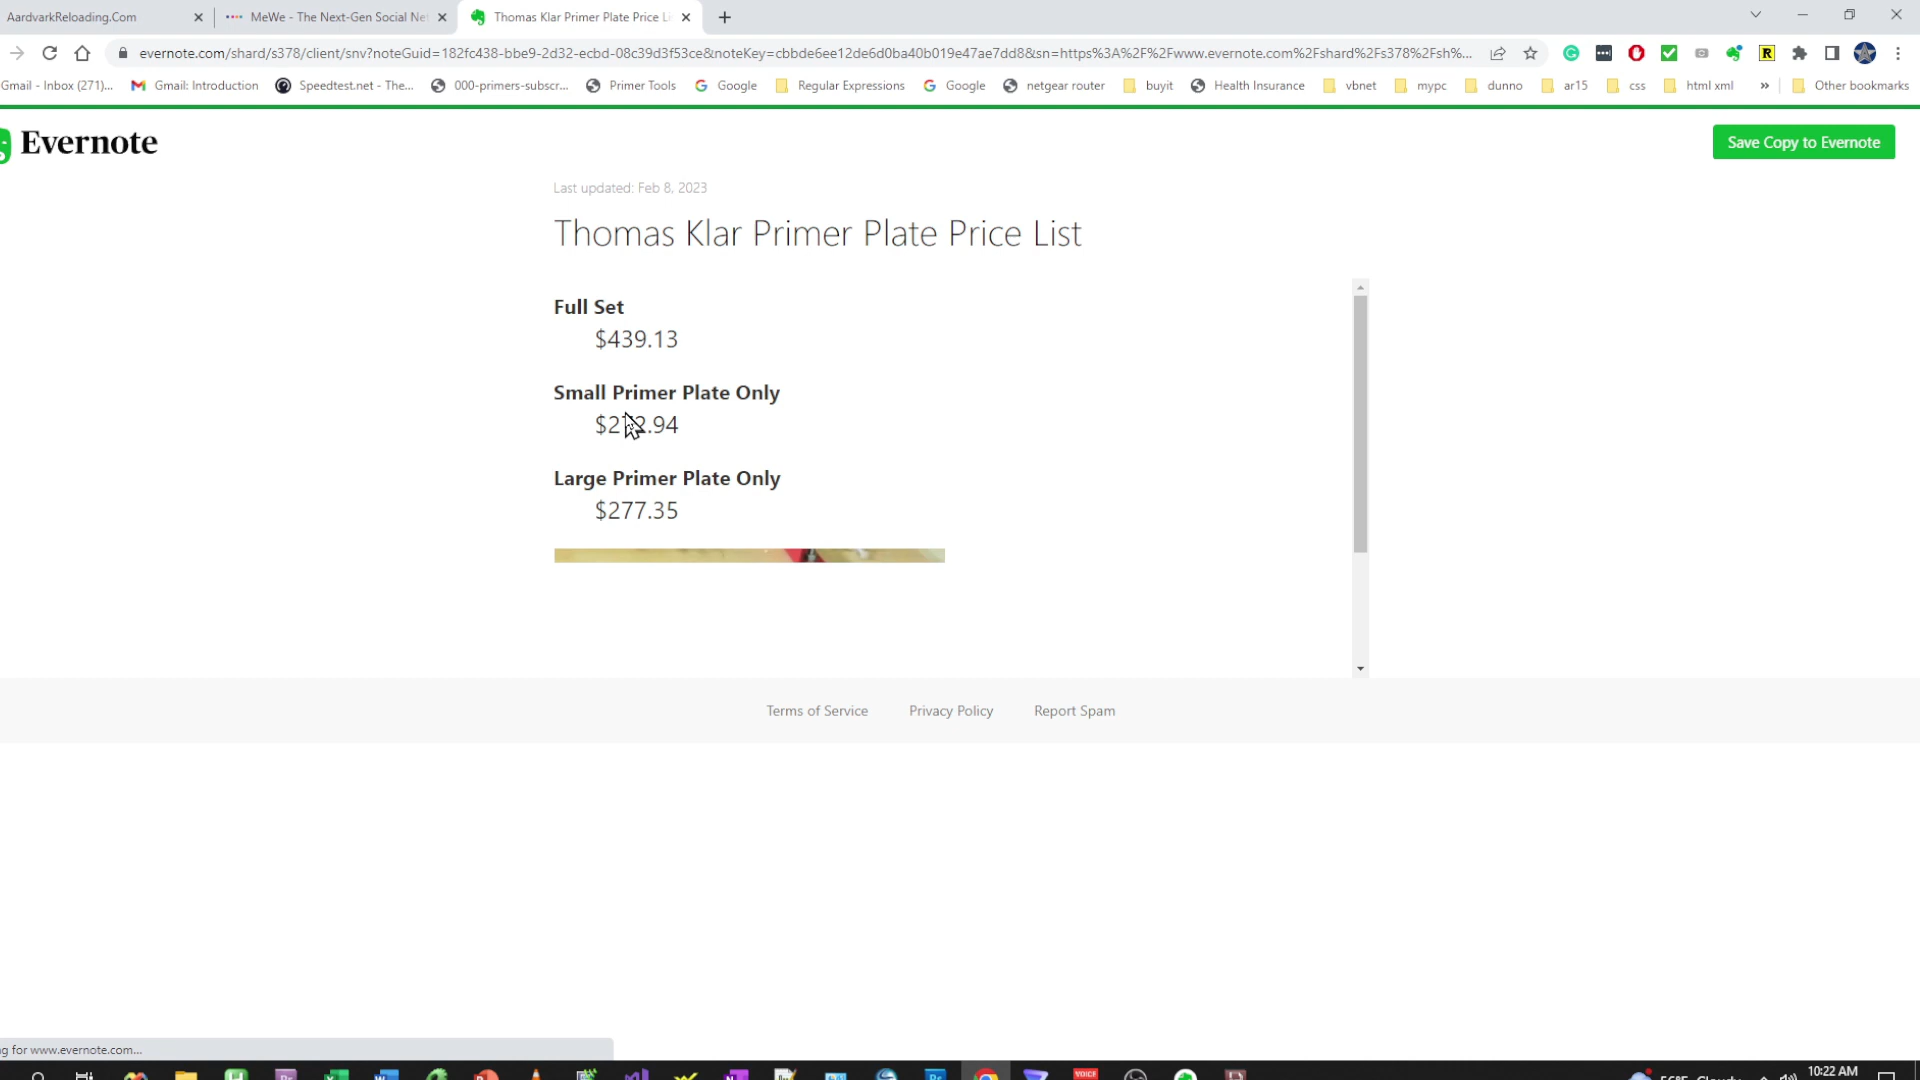 AardvarkReloading.Com
MeWe - The Next-Gen Social Net
Thomas Klar Primer Plate Price Li
evernote.com/shard/s378/client/snv?noteGuid=182fc438-bbe9-2d32-ecbd-08c39d3f53ce&noteKey=cbbde6ee12de6d0ba40b019e47ae7dd8&sn=https%3A%2F%2Fwww.evernote.com%2Fshard%2Fs378%2Fsh%...
Gmail - Inbox (271)... Gmail: Introduction Speedtest.net - The... 000-primers-subscr... Primer Tools Google Regular Expressions Google netgear router buyit Health Insurance vbnet mypc dunno ar15 css html xml » Other bookmarks
Evernote
Save Copy to Evernote
Last updated: Feb 8, 2023
Thomas Klar Primer Plate Price List
Full Set
$439.13
Small Primer Plate Only
Large Primer Plate Only
$277.35
Terms of Service Privacy Policy Report Spam
g for www.evernote.com...
VOICE
56°F Cloudy
10:22 AM